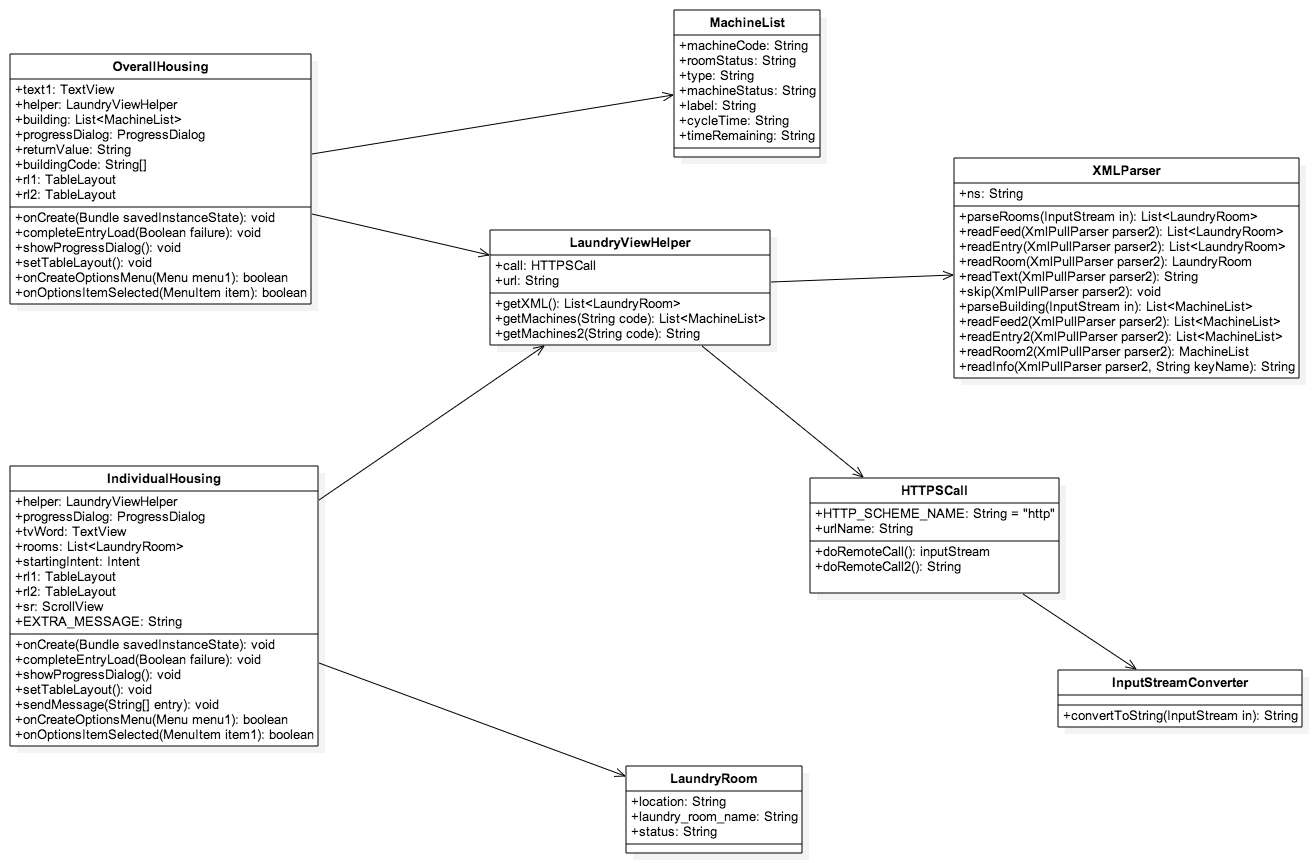 MachineList
+machineCode: String
+roomStatus: String
+type: String
+machineStatus: String
+label: String
+cycleTime: String
+timeRemaining: String
OverallHousing
+text1: TextView
+helper: LaundryViewHelper
+building: List<MachineList>
+progressDialog: ProgressDialog
+returnValue: String
+buildingCode: String[]
+rl1: TableLayout
+rl2: TableLayout
+onCreate(Bundle savedInstanceState): void
+completeEntryLoad(Boolean failure): void
+showProgressDialog(): void
+setTableLayout(): void
+onCreateOptionsMenu(Menu menu1): boolean
+onOptionsItemSelected(MenuItem item): boolean
XMLParser
+ns: String
+parseRooms(InputStream in): List<LaundryRoom>
+readFeed(XmlPullParser parser2): List<LaundryRoom>
+readEntry(XmlPullParser parser2): List<LaundryRoom>
+readRoom(XmlPullParser parser2): LaundryRoom
+readText(XmlPullParser parser2): String
+skip(XmlPullParser parser2): void
+parseBuilding(InputStream in): List<MachineList>
+readFeed2(XmlPullParser parser2): List<MachineList>
+readEntry2(XmlPullParser parser2): List<MachineList>
+readRoom2(XmlPullParser parser2): MachineList
+readInfo(XmlPullParser parser2, String keyName): String
LaundryViewHelper
+call: HTTPSCall
+url: String
+getXML(): List<LaundryRoom>
+getMachines(String code): List<MachineList>
+getMachines2(String code): String
IndividualHousing
+helper: LaundryViewHelper
+progressDialog: ProgressDialog
+tvWord: TextView
+rooms: List<LaundryRoom>
+startingIntent: Intent
+rl1: TableLayout
+rl2: TableLayout
+sr: ScrollView
+EXTRA_MESSAGE: String
+onCreate(Bundle savedInstanceState): void
+completeEntryLoad(Boolean failure): void
+showProgressDialog(): void
+setTableLayout(): void
+sendMessage(String[] entry): void
+onCreateOptionsMenu(Menu menu1): boolean
+onOptionsItemSelected(MenuItem item1): boolean
HTTPSCall
+HTTP_SCHEME_NAME: String = "http"
+urlName: String
+doRemoteCall(): inputStream
+doRemoteCall2(): String
InputStreamConverter
+convertToString(InputStream in): String
LaundryRoom
+location: String
+laundry_room_name: String
+status: String